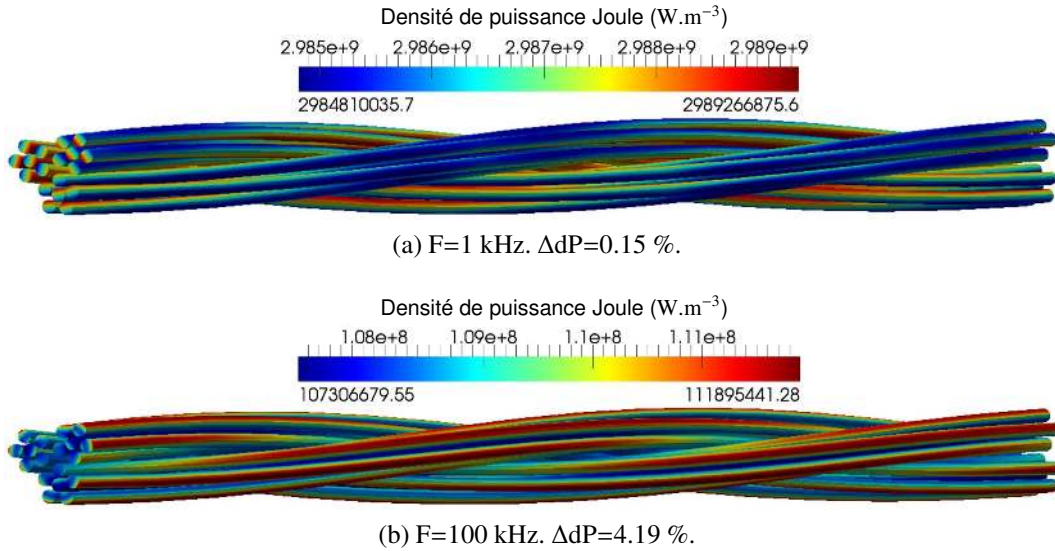 Densité de puissance Joule (W.m⁻³)
2.985e+9 2.986e+9 2.987e+9 2.988e+9 2.989e+9
2984810035.7 2989266875.6
(a) F=1 kHz. ΔdP=0.15 %.
Densité de puissance Joule (W.m⁻³)
1.08e+8 1.09e+8 1.1e+8 1.11e+8
107306679.55 111895441.28
(b) F=100 kHz. ΔdP=4.19 %.